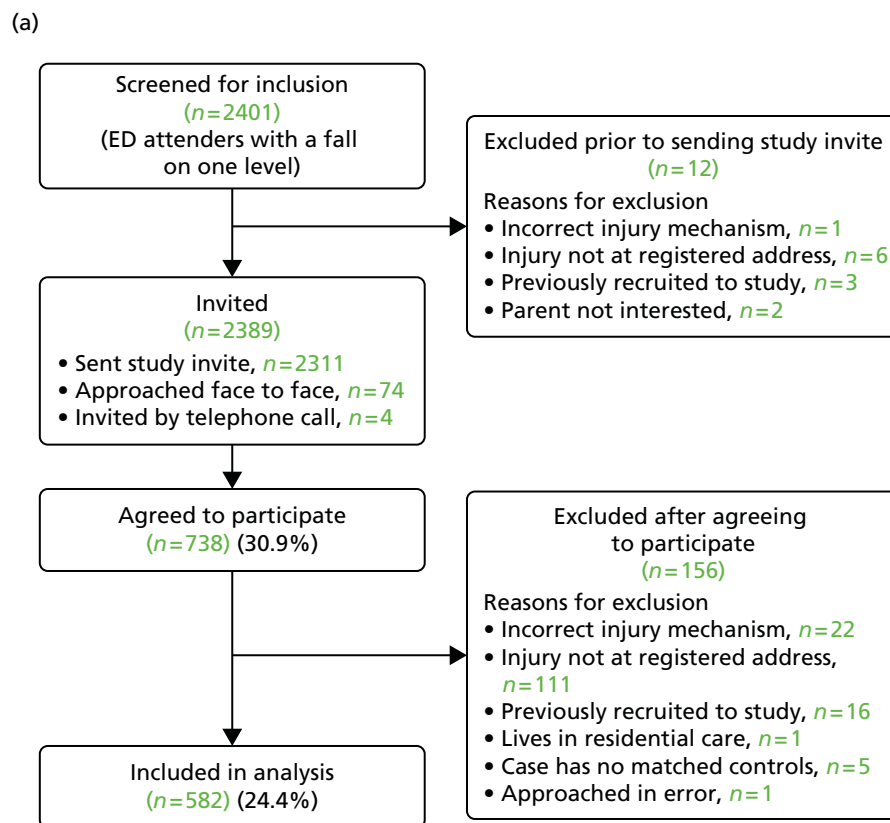 (a)
Screened for inclusion
(n=2401)
(ED attenders with a fall
on one level)
Excluded prior to sending study invite
(n=12)
Reasons for exclusion
• Incorrect injury mechanism, n=1
• Injury not at registered address, n=6
• Previously recruited to study, n=3
• Parent not interested, n=2
Invited
(n=2389)
• Sent study invite, n=2311
• Approached face to face, n=74
• Invited by telephone call, n=4
Agreed to participate
(n=738) (30.9%)
Excluded after agreeing
to participate
(n=156)
Reasons for exclusion
• Incorrect injury mechanism, n=22
• Injury not at registered address,
n=111
• Previously recruited to study, n=16
• Lives in residential care, n=1
• Case has no matched controls, n=5
• Approached in error, n=1
Included in analysis
(n=582) (24.4%)